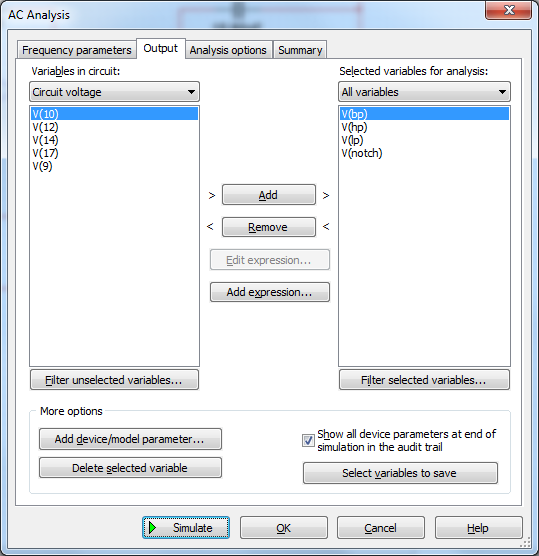 AC Analysis
Frequency parameters Output Analysis options Summary
Variables in circuit:
Selected variables for analysis:
Circuit voltage
All variables
V(10)
V(12)
V(14)
V(17)
V(9)
V(bp)
V(hp)
V(lp)
V(notch)
> Add >
< Remove <
Edit expression...
Add expression...
Filter unselected variables...
Filter selected variables...
More options
Add device/model parameter...
Delete selected variable
Show all device parameters at end of
simulation in the audit trail
Select variables to save
Simulate OK Cancel Help